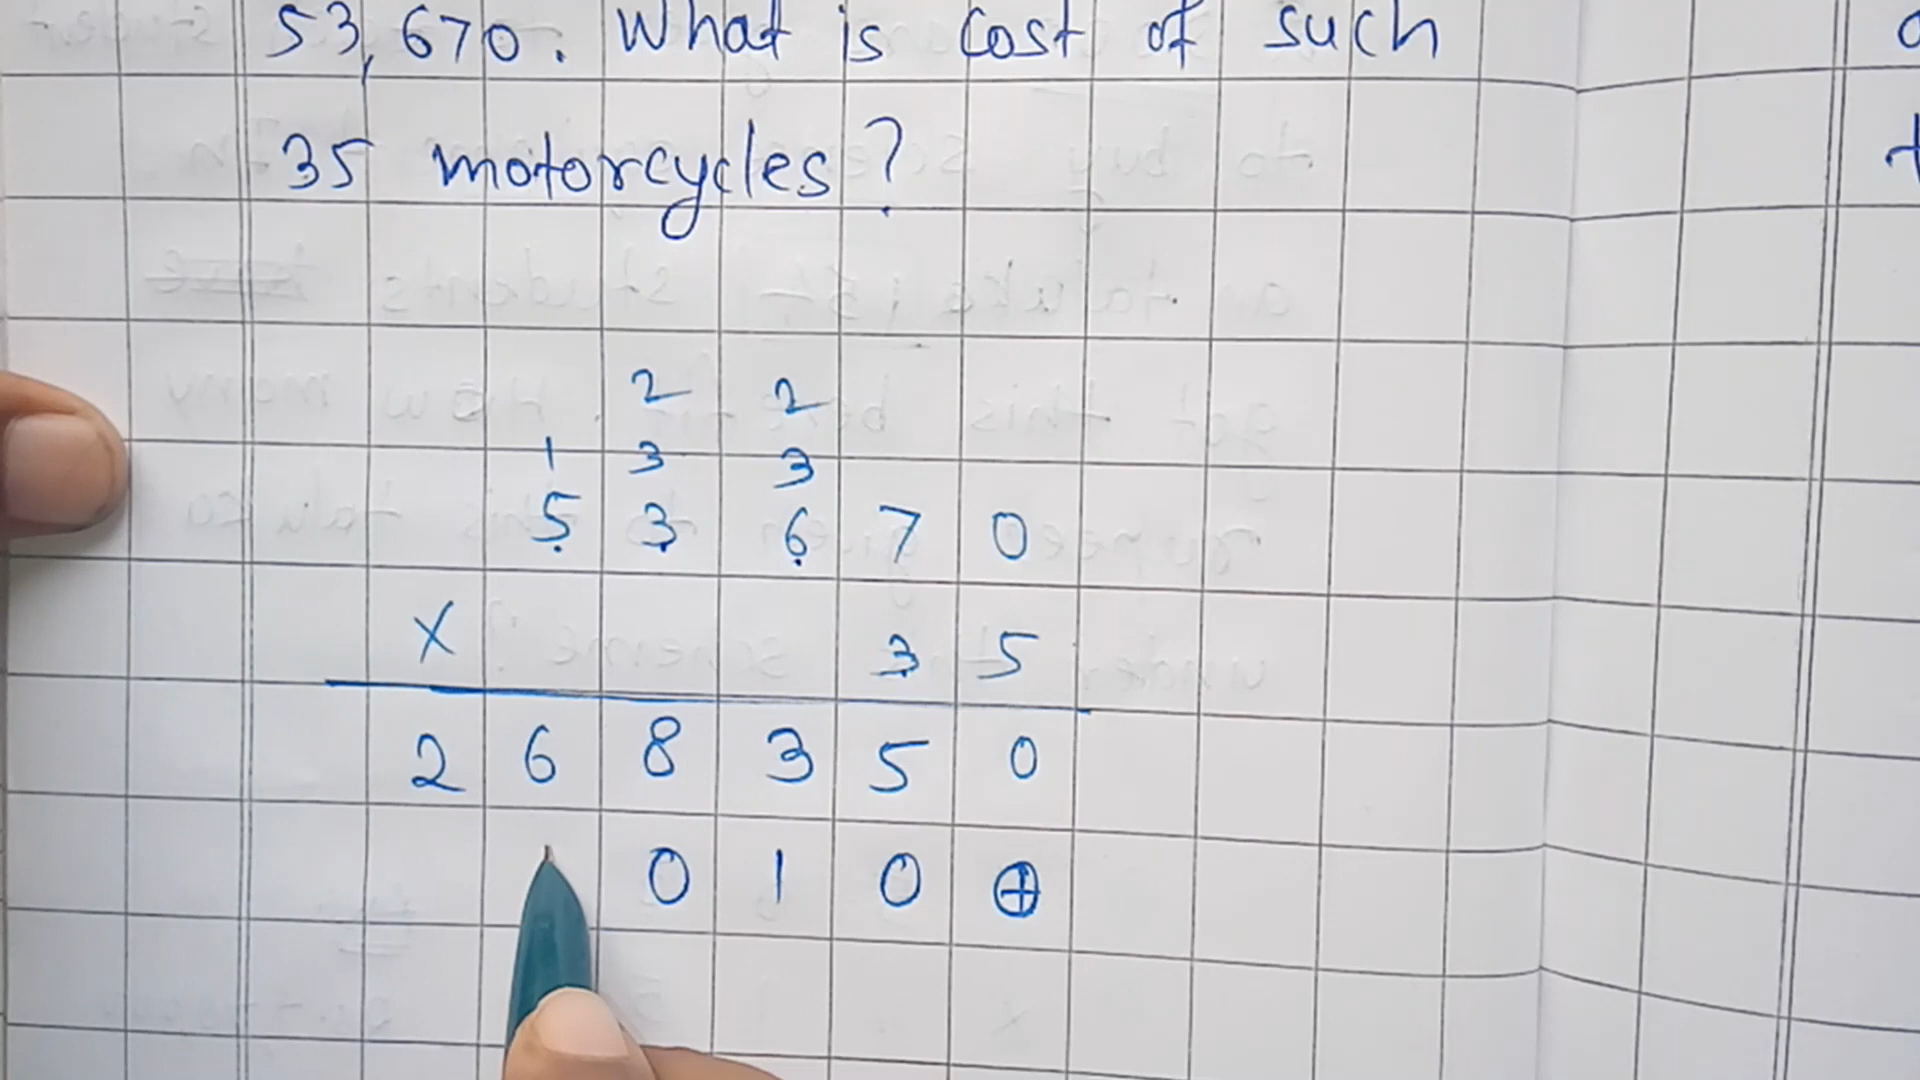 53,670. What is cost of such
35 motorcycles?
2 2
1 3 3
5 3 6 7 0
X 3 5
2 6 8 3 5 0
0 1 0 ⊕